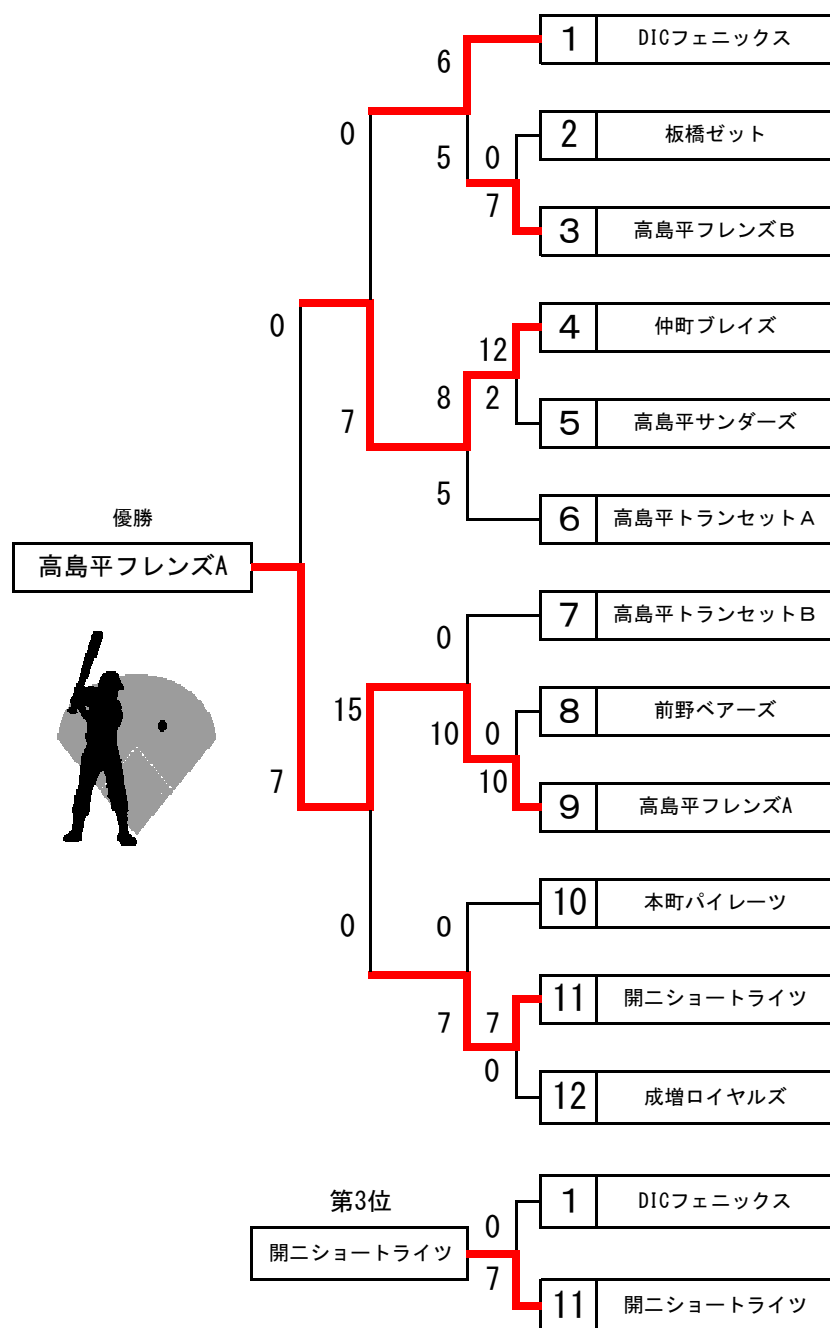 1 DICフェニックス
6
0
2 板橋ゼット
5 0
7
3 高島平フレンズB
0
4 仲町ブレイズ
12
8 2
7
5 高島平サンダーズ
5
6 高島平トランセットA
優勝
高島平フレンズA
7 高島平トランセットB
0
15
8 前野ベアーズ
10 0
7 10
9 高島平フレンズA
10 本町パイレーツ
0 0
11 開二ショートライツ
7 7
0
12 成増ロイヤルズ
第3位
1 DICフェニックス
0
開二ショートライツ
7
11 開二ショートライツ